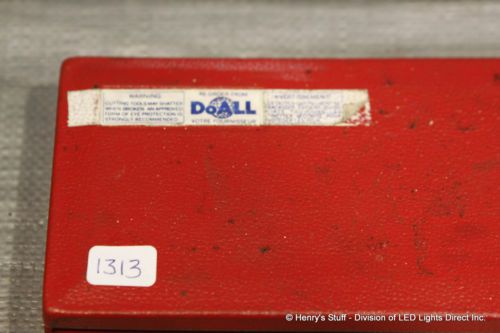 WARNING
CUTTING TOOLS MAY SHATTER
WHEN BROKEN. AN APPROVED
FORM OF EYE PROTECTION IS
STRONGLY RECOMMENDED.
RE-ORDER FROM
DoALL
VOTRE FOURNISSEUR
AVERTISSEMENT
1313
© Henry's Stuff - Division of LED Lights Direct Inc.